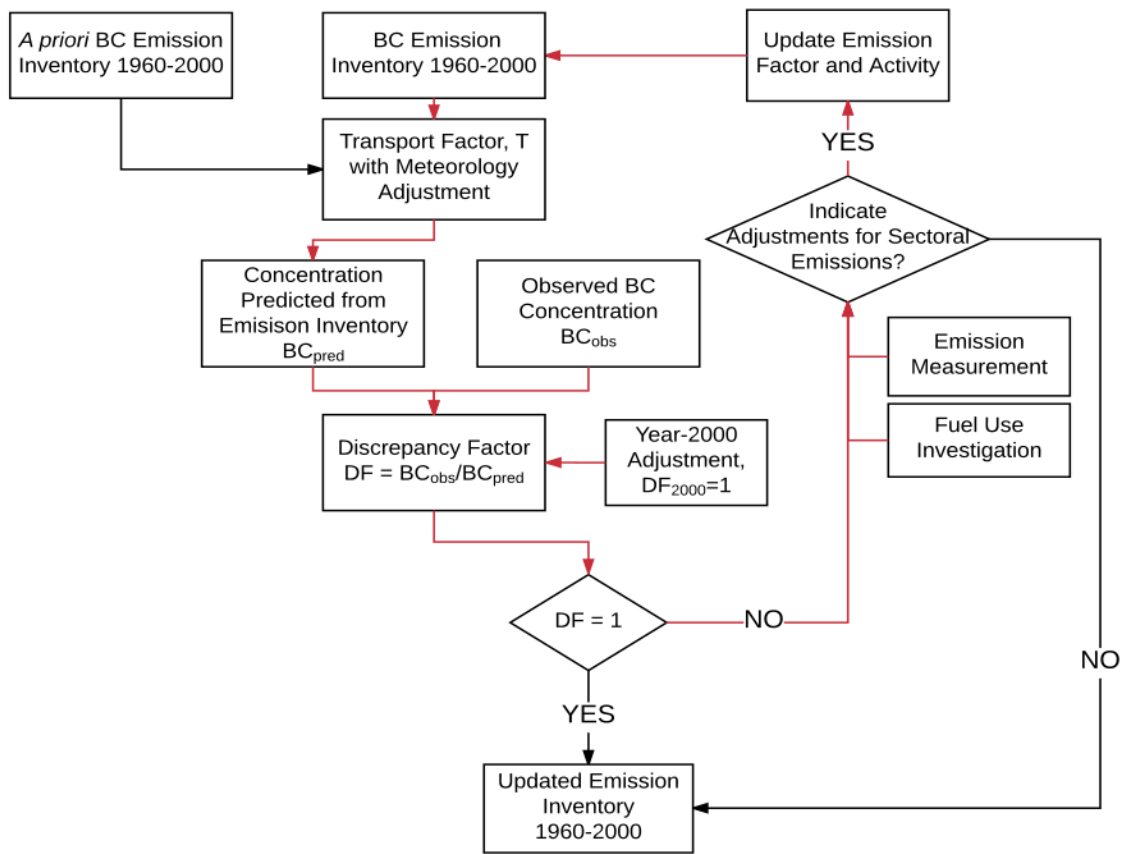 A priori BC Emission
Inventory 1960-2000
BC Emission
Inventory 1960-2000
Update Emission
Factor and Activity
Transport Factor, T
with Meteorology
Adjustment
YES
Indicate
Adjustments for Sectoral
Emissions?
Concentration
Predicted from
Emisison Inventory
BCpred
Observed BC
Concentration
BCobs
Emission
Measurement
Fuel Use
Investigation
Discrepancy Factor
DF = BCobs/BCpred
Year-2000
Adjustment,
DF2000=1
DF = 1
NO
NO
YES
Updated Emission
Inventory
1960-2000